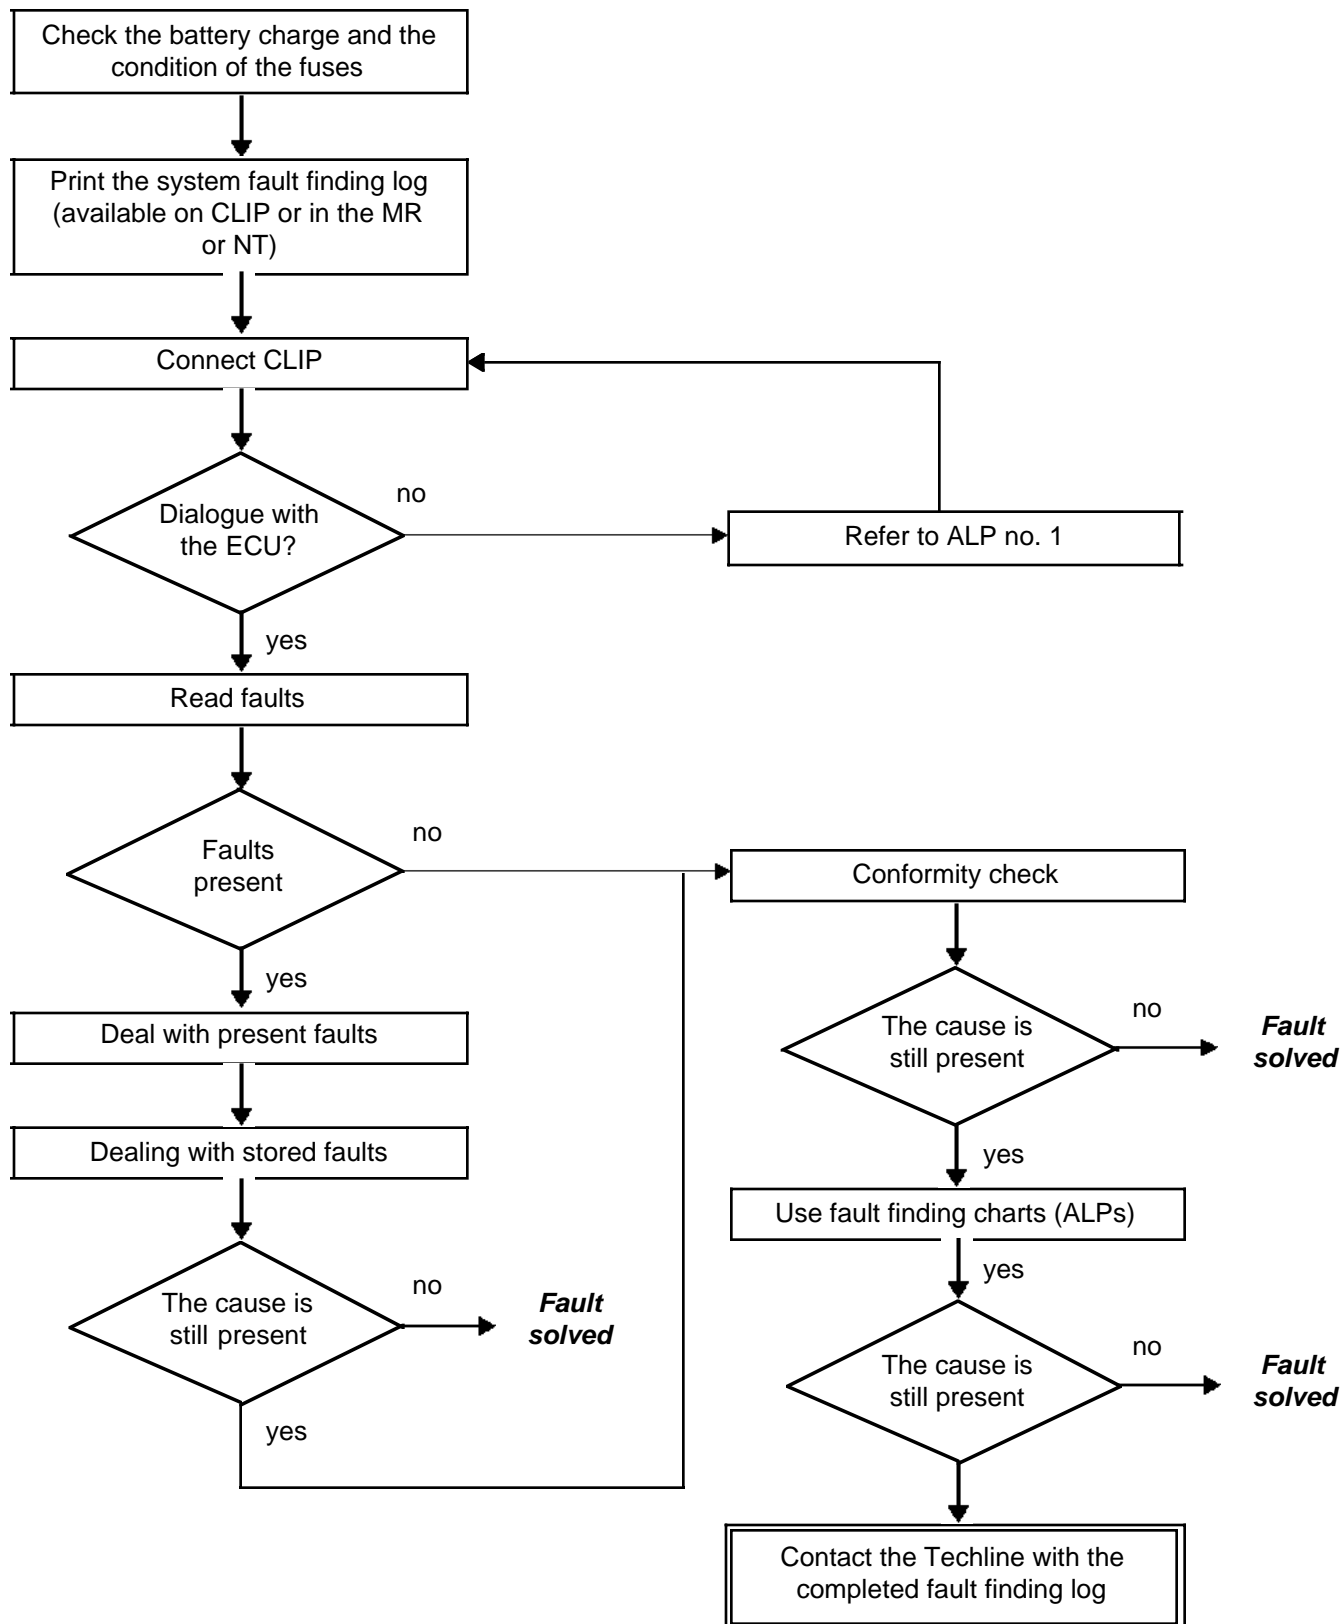 Check the battery charge and the
condition of the fuses
Print the system fault finding log
(available on CLIP or in the MR
or NT)
Connect CLIP
Dialogue with
the ECU?
no
Refer to ALP no. 1
yes
Read faults
Faults
present
no
yes
Deal with present faults
Dealing with stored faults
The cause is
still present
no
Fault
solved
yes
Conformity check
The cause is
still present
no
Fault
solved
yes
Use fault finding charts (ALPs)
yes
The cause is
still present
no
Fault
solved
Contact the Techline with the
completed fault finding log